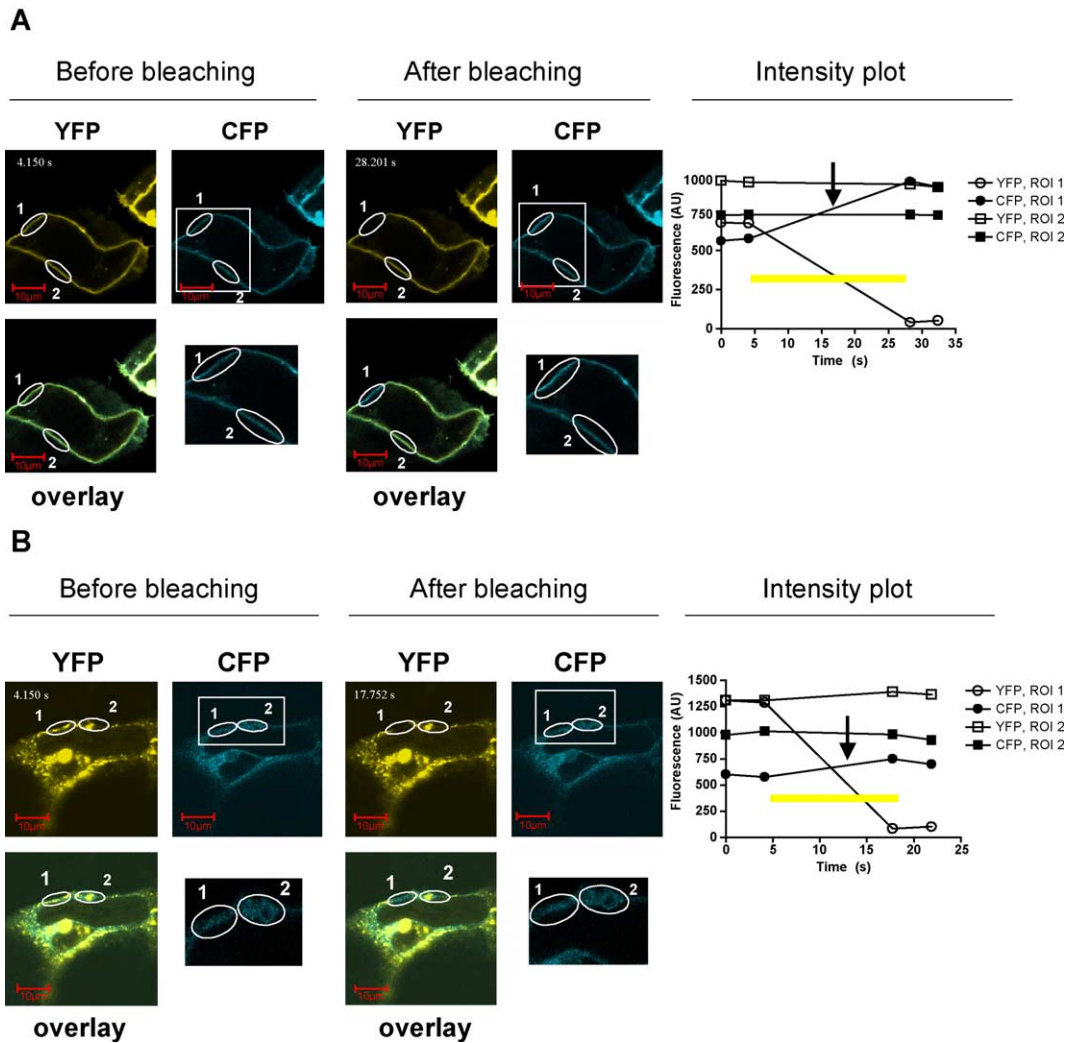 A
Before bleaching
After bleaching
Intensity plot
YFP
CFP
YFP
CFP
4.150 s
1
2
10µm
1
2
10µm
28.201 s
1
2
10µm
1
2
10µm
1000
750
500
250
0
Fluorescence (AU)
0 5 10 15 20 25 30 35
Time (s)
YFP, ROI 1
CFP, ROI 1
YFP, ROI 2
CFP, ROI 2
1
2
10µm
1
2
1
2
10µm
1
2
overlay
overlay
B
Before bleaching
After bleaching
Intensity plot
YFP
CFP
YFP
CFP
4.150 s
1
2
10µm
1
2
10µm
17.752 s
1
2
10µm
1
2
10µm
1500
1250
1000
750
500
250
0
Fluorescence (AU)
0 5 10 15 20 25
Time (s)
YFP, ROI 1
CFP, ROI 1
YFP, ROI 2
CFP, ROI 2
1
2
10µm
1
2
1
2
10µm
1
2
overlay
overlay